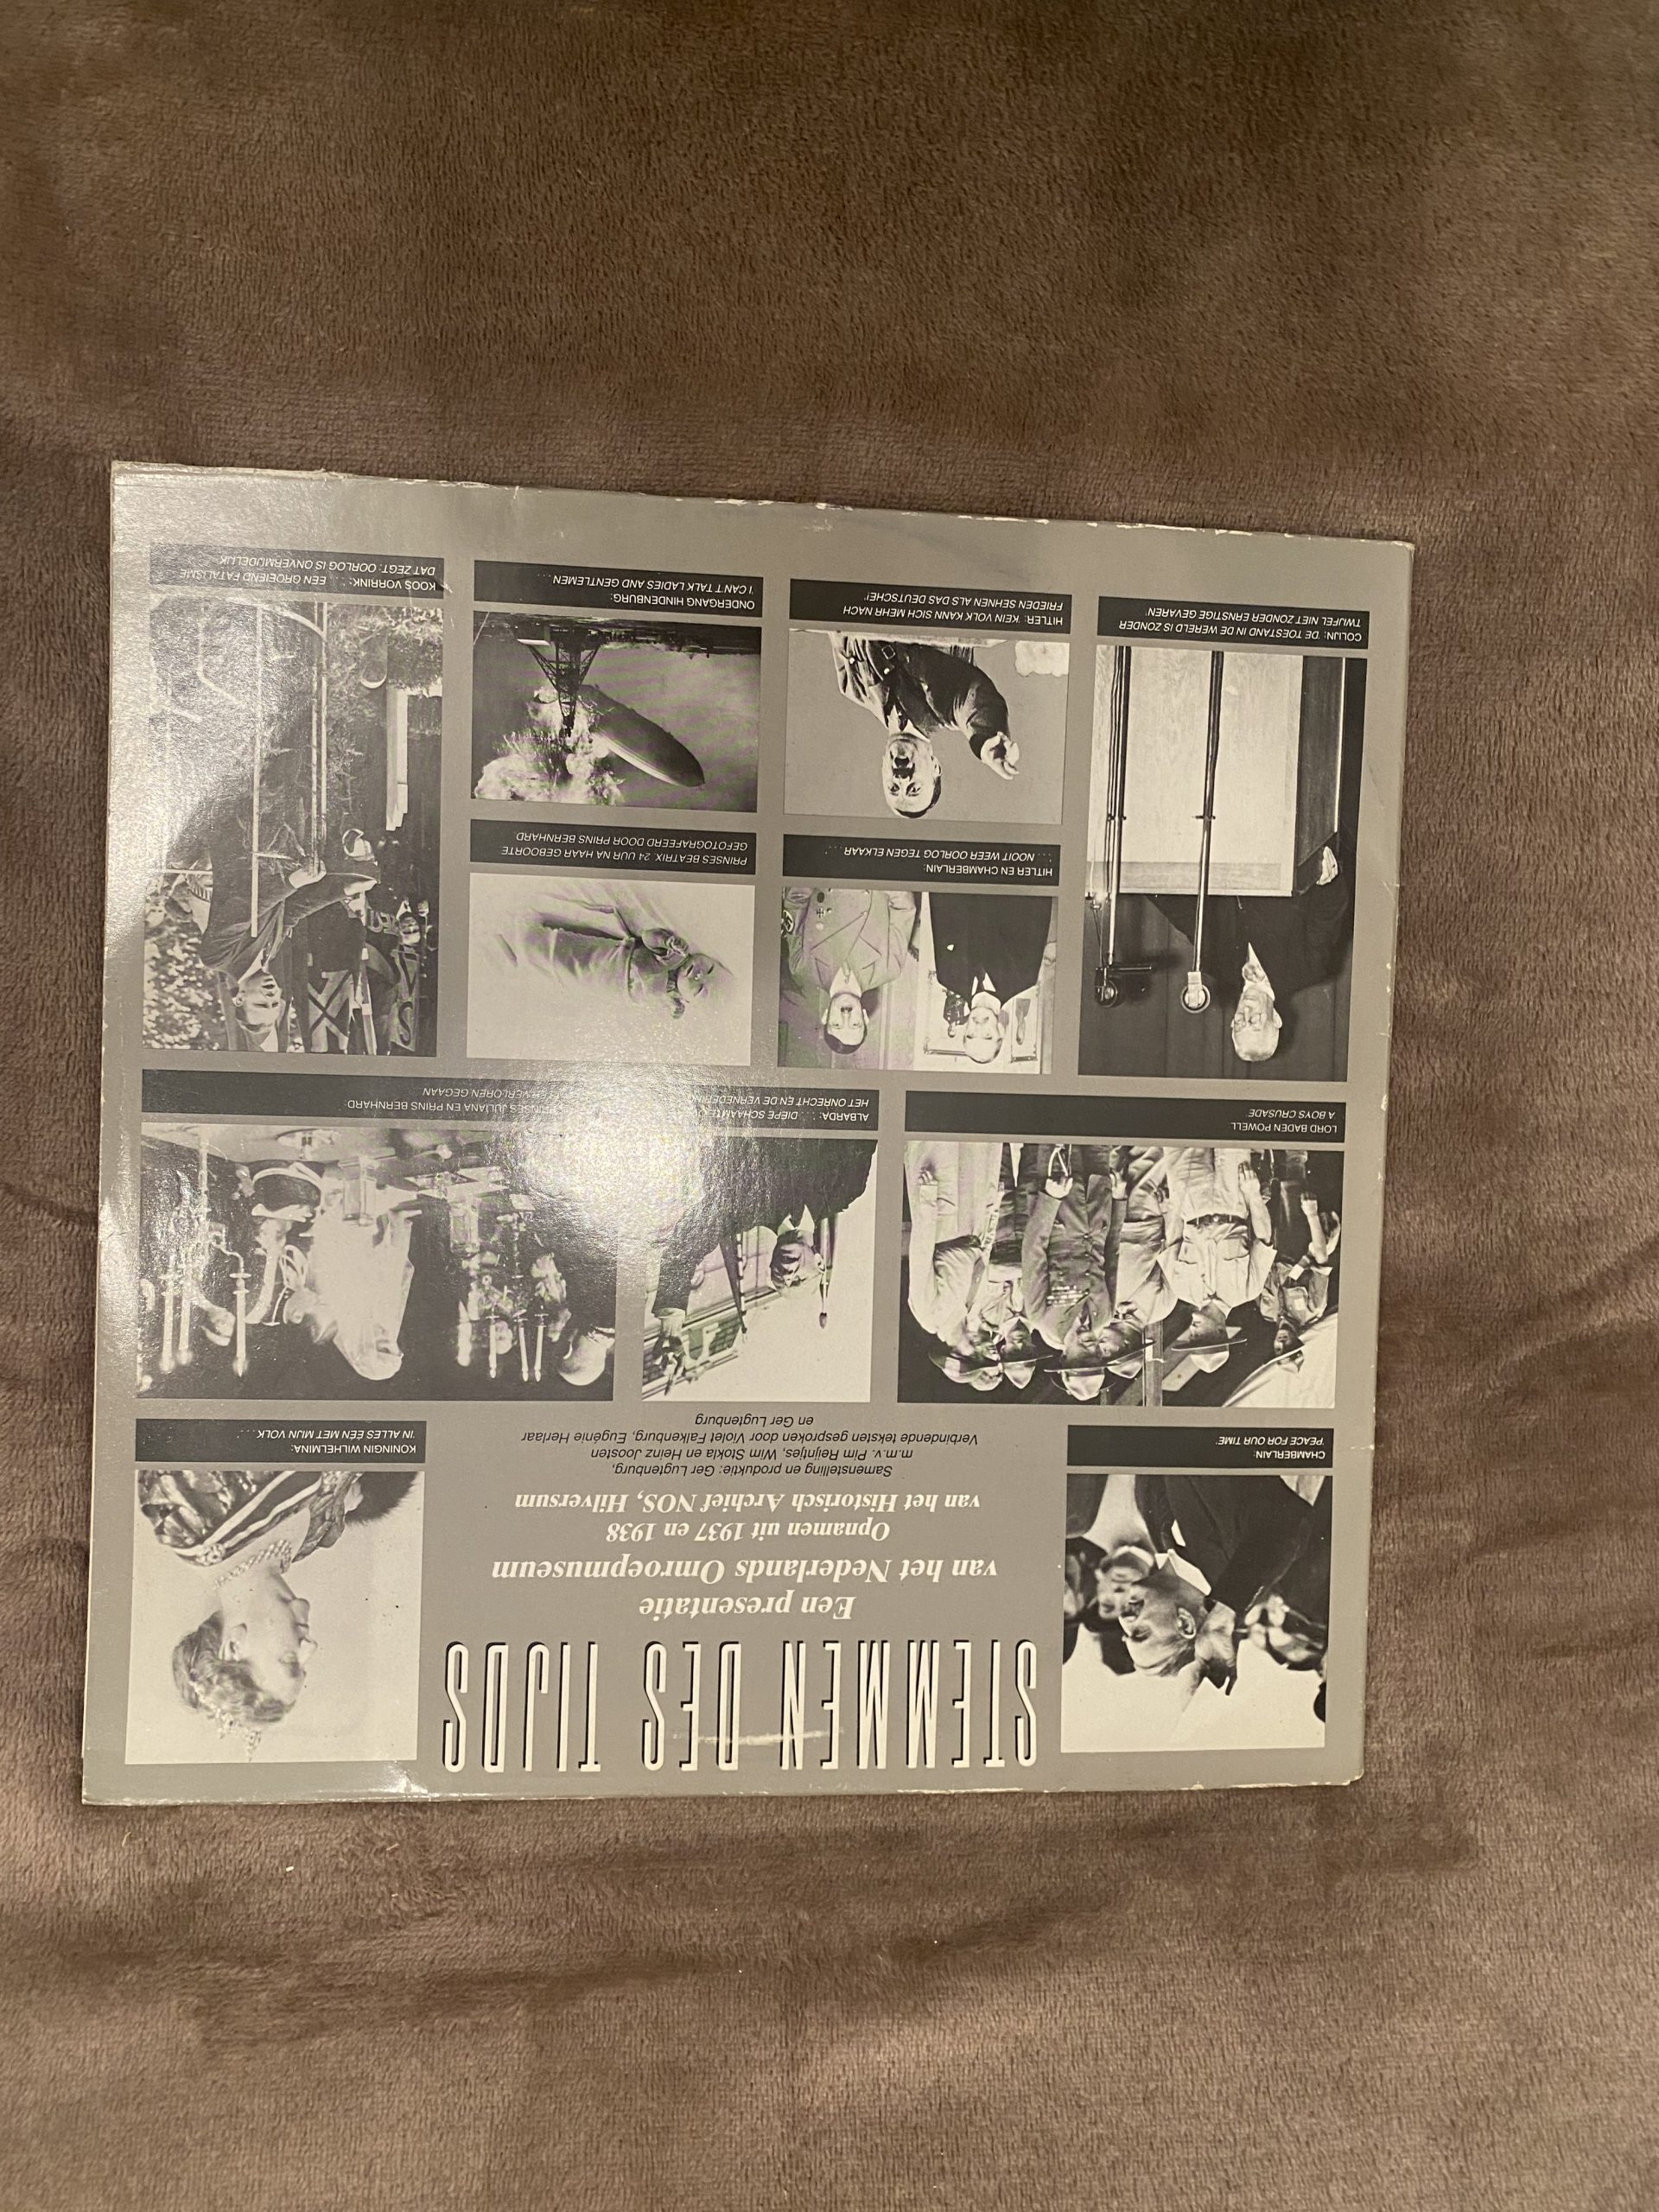 STEMMEN DES TIJDS
Een presentatie
van het Nederlands Omroepmuseum
Opnamen uit 1937 en 1938
van het Historisch Archief NOS, Hilversum
Samenstelling en produktie: Ger Lugtenburg,
m.m.v. Pim Reijntjes, Wim Stokla en Heinz Joosten
Verbindende teksten gesproken door Violet Falkenburg, Eugénie Herlaar
en Ger Lugtenburg
CHAMBERLAIN:
'PEACE FOR OUR TIME'
KONINGIN WILHELMINA:
'IN ALLES EÉN MET MIJN VOLK . . .
LORD BADEN POWELL:
A BOYS CRUSADE
ALBARDA: '. . . DIEPE SCHAAMTE
HET ONRECHT EN DE VERNEDERING
PRINSES JULIANA EN PRINS BERNHARD:
VERLOREN GEGAAN
HITLER EN CHAMBERLAIN:
. . . NOOIT WEER OORLOG TEGEN ELKAAR . . .
PRINSES BEATRIX, 24 UUR NA HAAR GEBOORTE
GEFOTOGRAFEERD DOOR PRINS BERNHARD
COLIJN: 'DE TOESTAND IN DE WERELD IS ZONDER
TWIJFEL NIET ZONDER ERNSTIGE GEVAREN'
HITLER: 'KEIN VOLK KANN SICH MEHR NACH
FRIEDEN SEHNEN ALS DAS DEUTSCHE!'
ONDERGANG HINDENBURG:
'I CAN'T TALK LADIES AND GENTLEMEN . . .
KOOS VORRINK: '. . . EEN GROEIEND FATALISME
DAT ZEGT: OORLOG IS ONVERMIJDELIJK